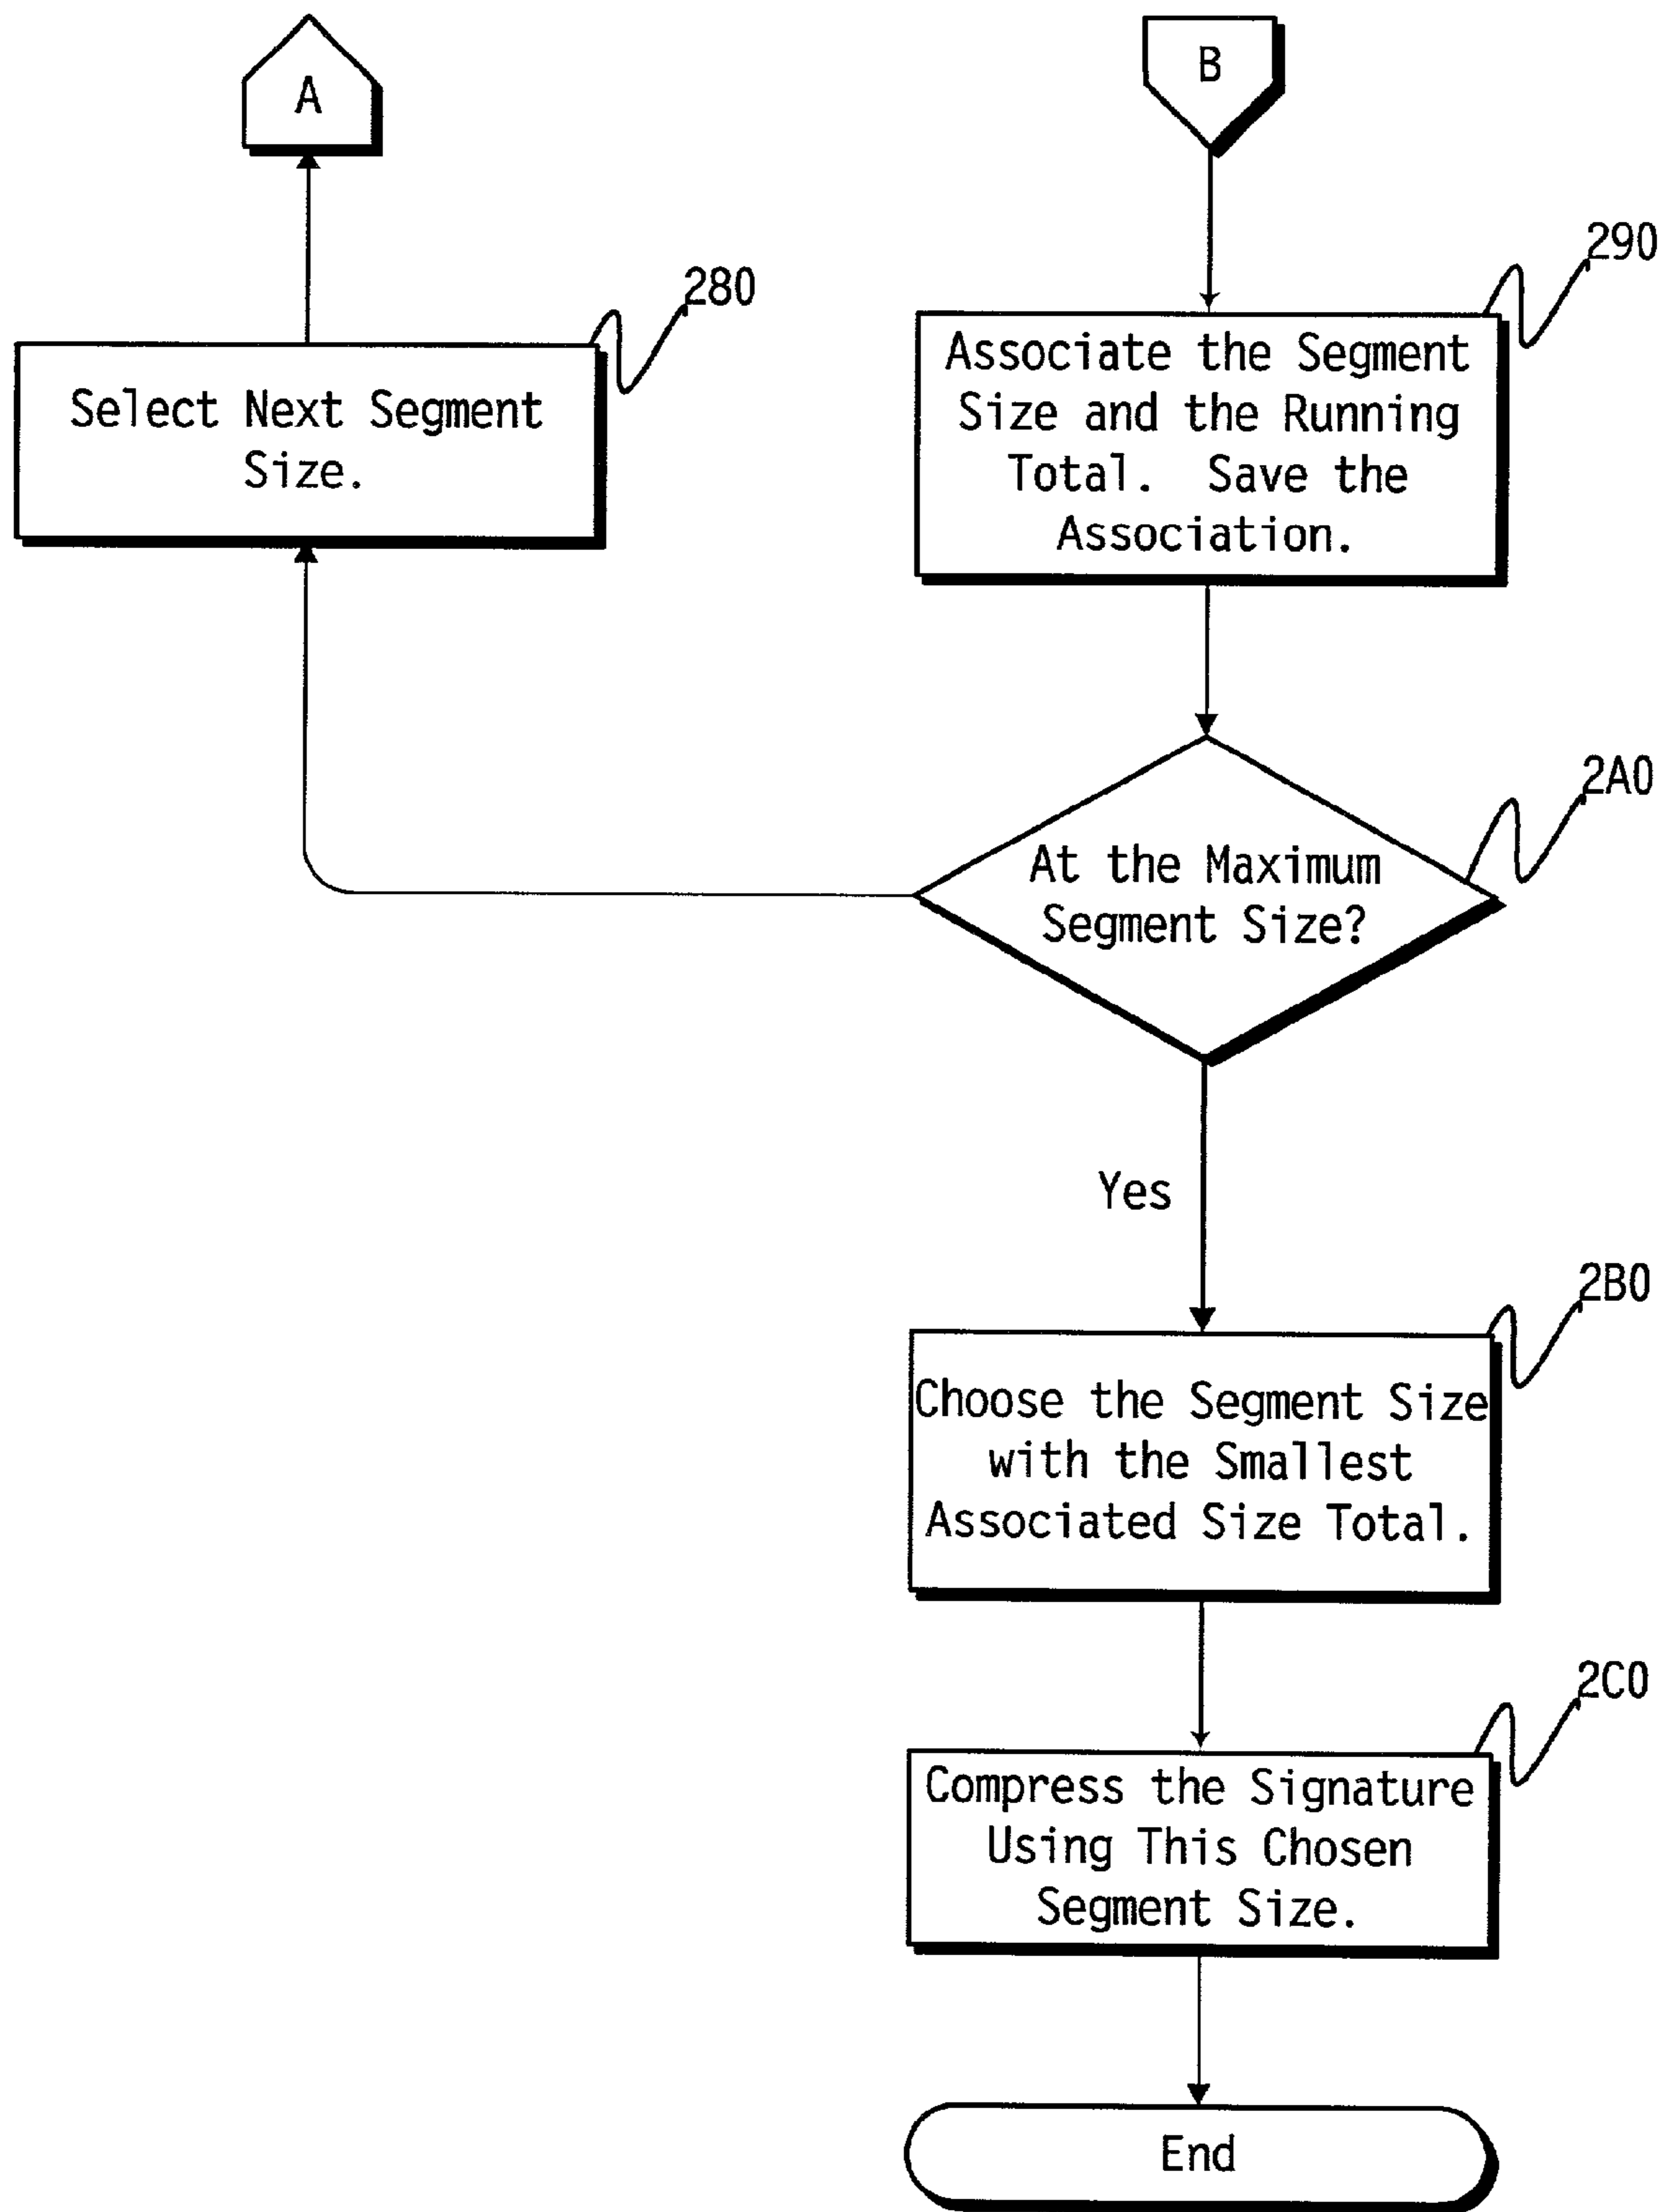 A
B
280
Select Next Segment
Size.
290
Associate the Segment
Size and the Running
Total. Save the
Association.
2A0
At the Maximum
Segment Size?
Yes
2B0
Choose the Segment Size
with the Smallest
Associated Size Total.
2C0
Compress the Signature
Using This Chosen
Segment Size.
End